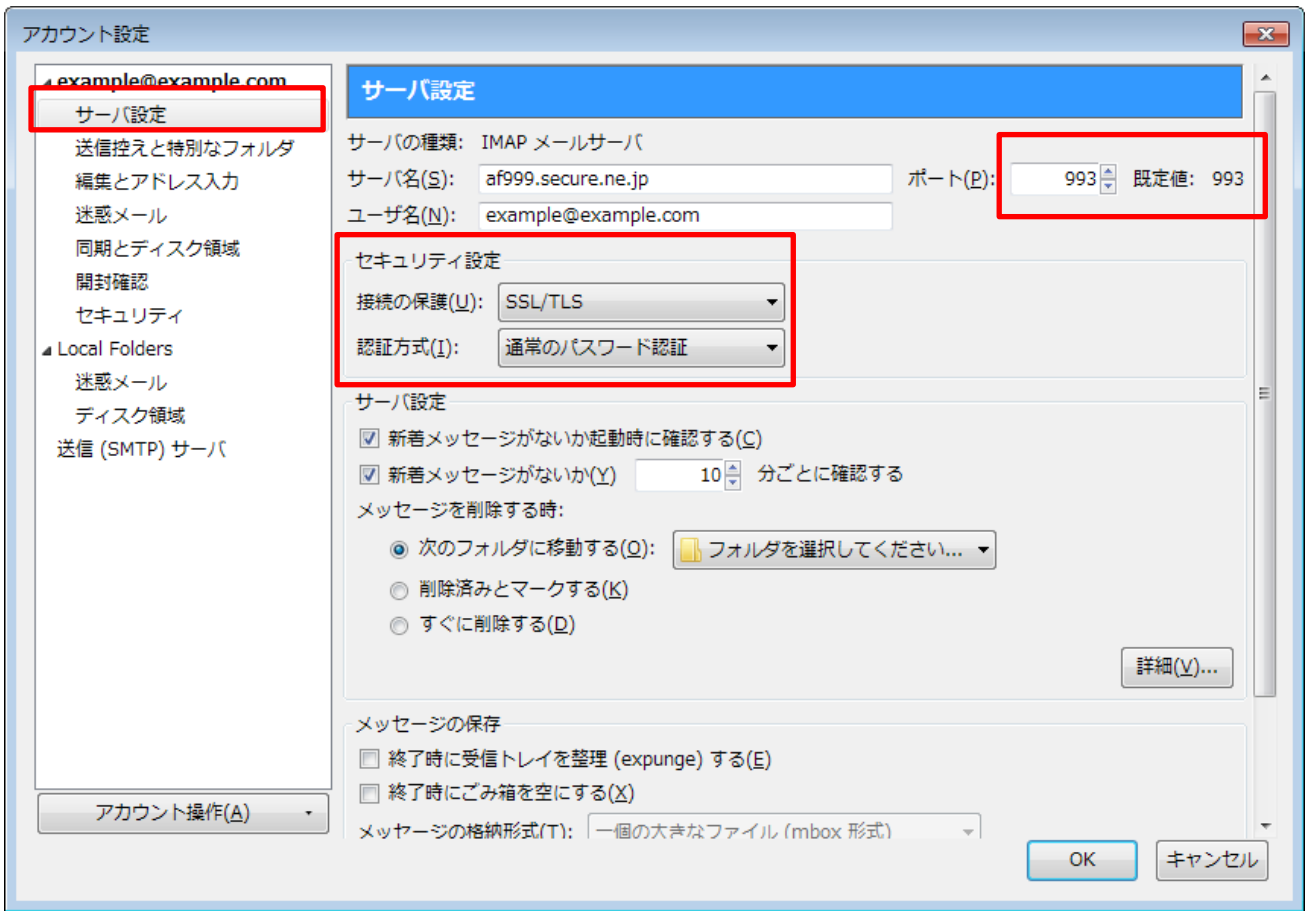 アカウント設定
example@example.com
サーバ設定
送信控えと特別なフォルダ
編集とアドレス入力
迷惑メール
同期とディスク領域
開封確認
セキュリティ
Local Folders
迷惑メール
ディスク領域
送信 (SMTP) サーバ
アカウント操作(A)
サーバ設定
サーバの種類: IMAP メールサーバ
サーバ名(S): af999.secure.ne.jp ポート(P): 993 既定値: 993
ユーザ名(N): example@example.com
セキュリティ設定
接続の保護(U): SSL/TLS
認証方式(I): 通常のパスワード認証
サーバ設定
新着メッセージがないか起動時に確認する(C)
新着メッセージがないか(Y) 10 分ごとに確認する
メッセージを削除する時:
次のフォルダに移動する(O): フォルダを選択してください...
削除済みとマークする(K)
すぐに削除する(D)
詳細(V)...
メッセージの保存
終了時に受信トレイを整理 (expunge) する(E)
終了時にごみ箱を空にする(X)
メッセージの格納形式(T): 一個の大きなファイル (mbox 形式)
OK キャンセル